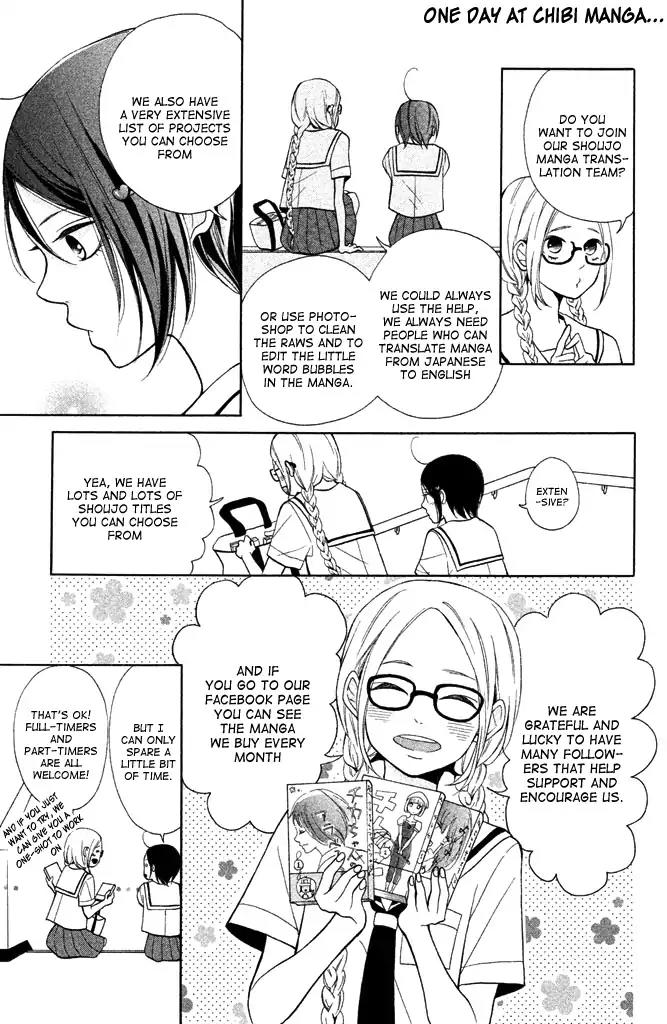 ONE DAY AT CHIBI MANGA...
DO YOU
WANT TO JOIN
OUR SHOUJO
MANGA TRANS-
LATION TEAM?
WE COULD ALWAYS
USE THE HELP,
WE ALWAYS NEED
PEOPLE WHO CAN
TRANSLATE MANGA
FROM JAPANESE
TO ENGLISH
OR USE PHOTO-
SHOP TO CLEAN
THE RAWS AND TO
EDIT THE LITTLE
WORD BUBBLES
IN THE MANGA.
WE ALSO HAVE
A VERY EXTENSIVE
LIST OF PROJECTS
YOU CAN CHOOSE
FROM
EXTEN
-SIVE?
YEA, WE HAVE
LOTS AND LOTS OF
SHOUJO TITLES
YOU CAN CHOOSE
FROM
WE ARE
GRATEFUL AND
LUCKY TO HAVE
MANY FOLLOW-
ERS THAT HELP
SUPPORT AND
ENCOURAGE US.
AND IF
YOU GO TO OUR
FACEBOOK PAGE
YOU CAN SEE
THE MANGA
WE BUY EVERY
MONTH
BUT I
CAN ONLY
SPARE A
LITTLE BIT
OF TIME.
THAT'S OK!
FULL-TIMERS
AND
PART-TIMERS
ARE ALL
WELCOME!
AND IF YOU JUST
WANT TO TRY, WE
CAN GIVE YOU A
ONE-SHOT TO WORK
ON